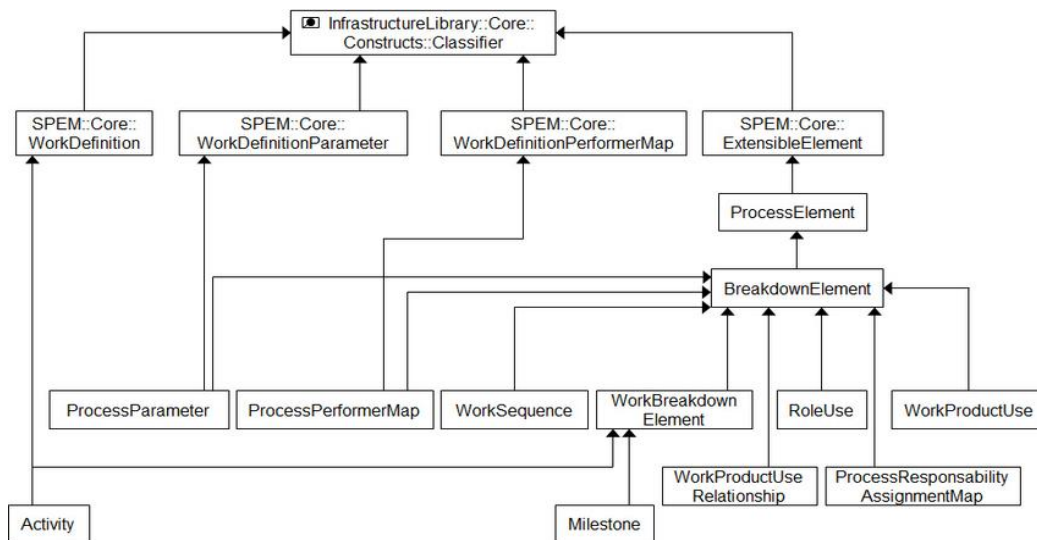 InfrastructureLibrary::Core::
Constructs::Classifier
SPEM::Core::
WorkDefinition
SPEM::Core::
WorkDefinitionParameter
SPEM::Core::
WorkDefinitionPerformerMap
SPEM::Core::
ExtensibleElement
ProcessElement
BreakdownElement
ProcessParameter
ProcessPerformerMap
WorkSequence
WorkBreakdown
Element
RoleUse
WorkProductUse
WorkProductUse
Relationship
ProcessResponsability
AssignmentMap
Activity
Milestone